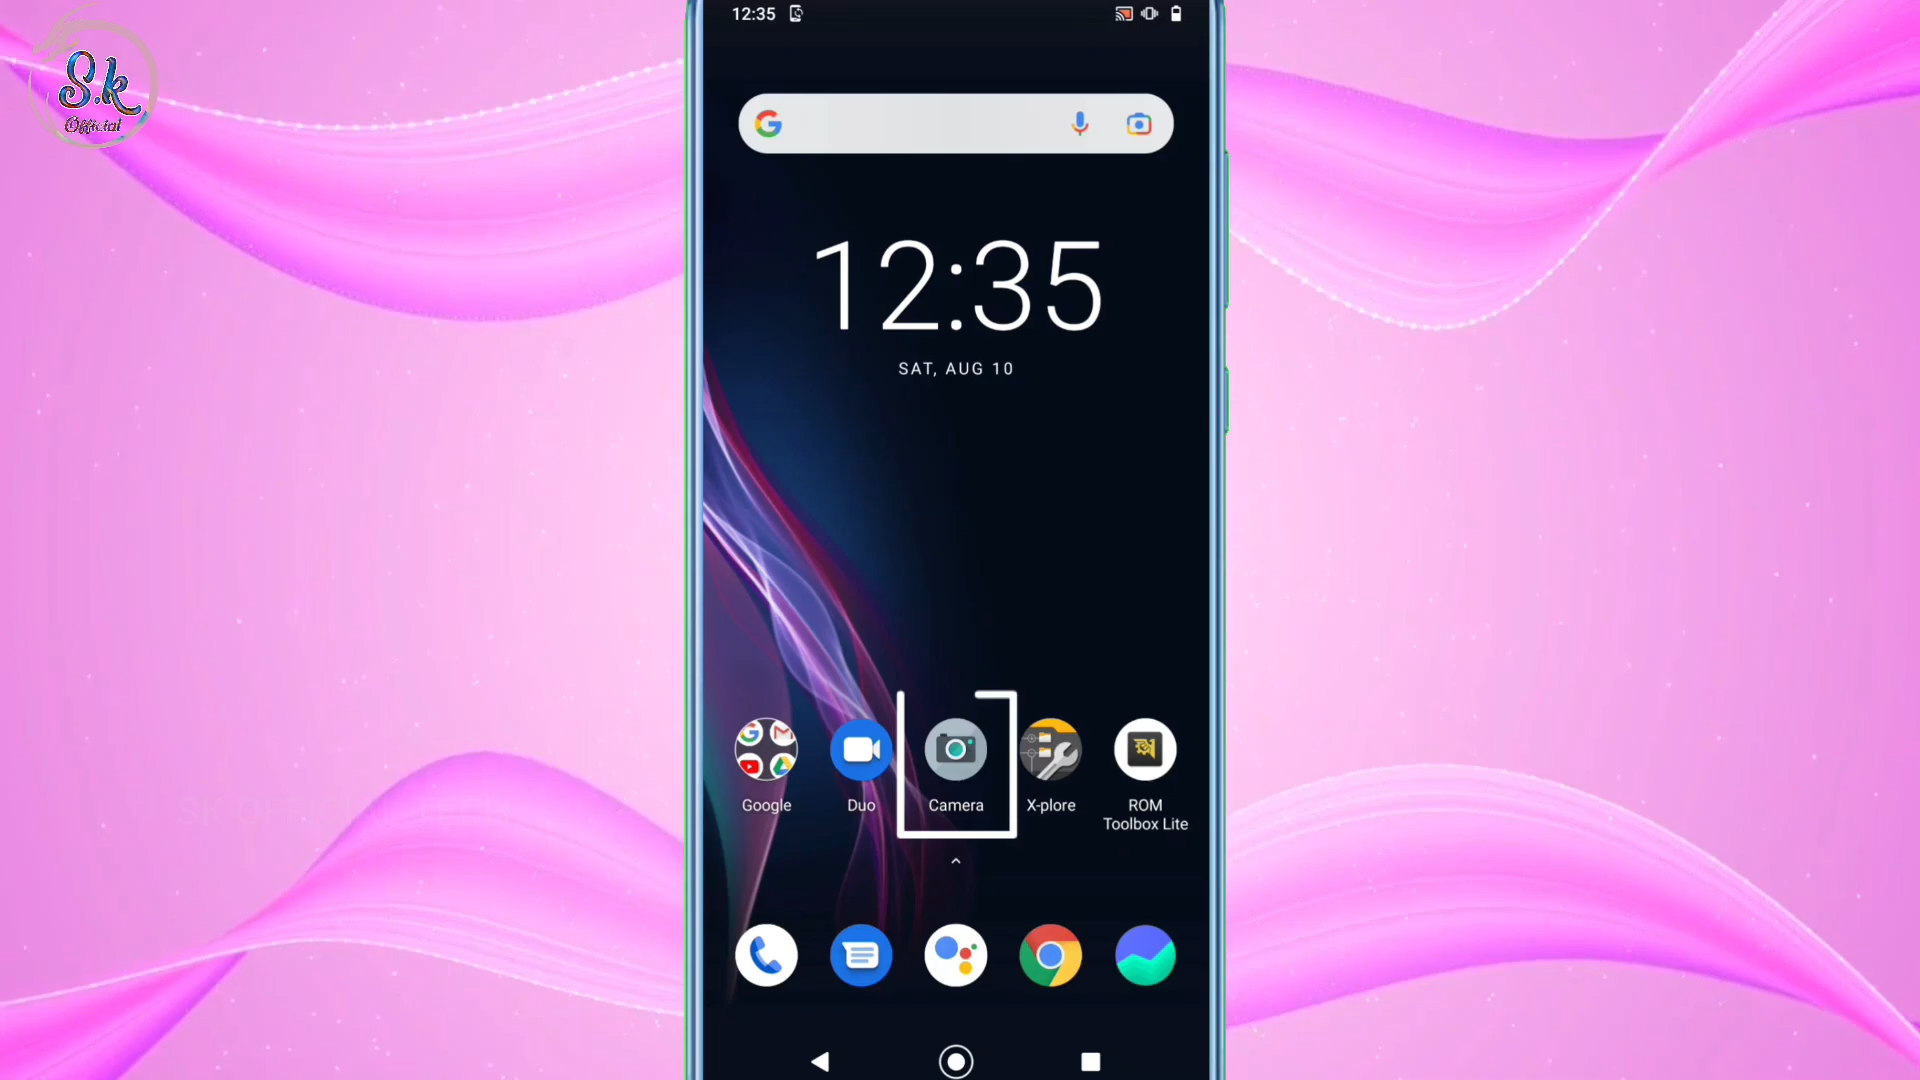 S.k
Official
12:35
12:35
SAT, AUG 10
Google
Duo
Camera
X-plore
ROM
Toolbox Lite